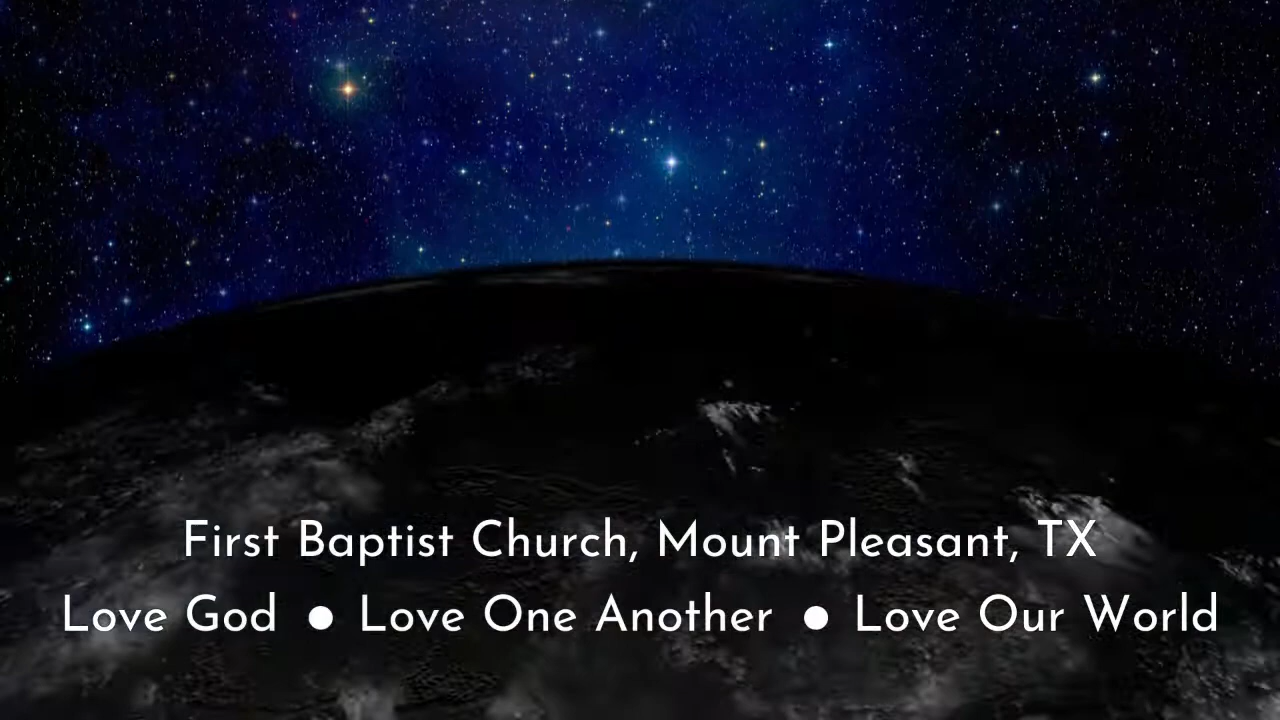 First Baptist Church, Mount Pleasant, TX
Love God ● Love One Another ● Love Our World